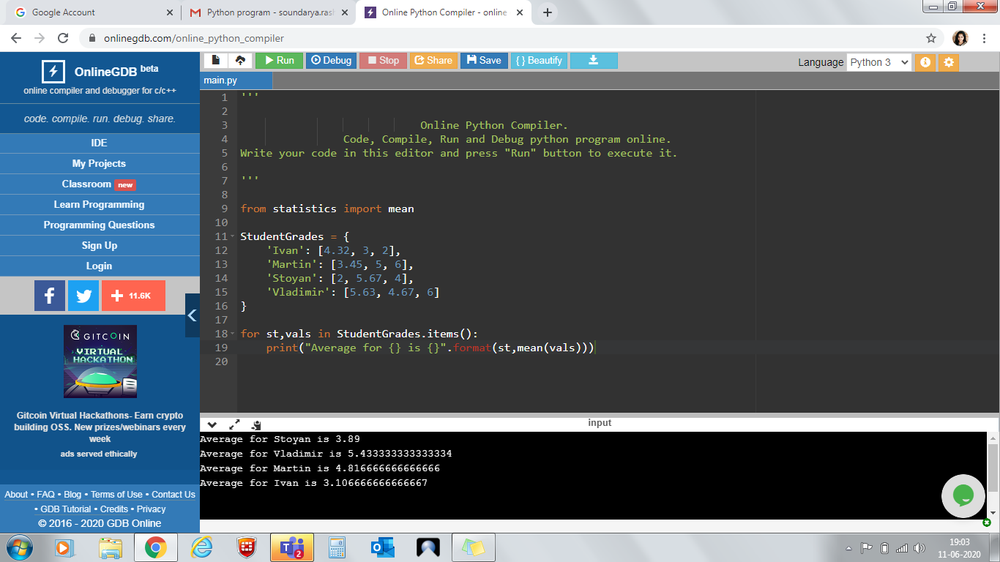 Google Account
Python program - soundarya.rash
Online Python Compiler - online
onlinegdb.com/online_python_compiler
OnlineGDB beta
online compiler and debugger for c/c++
code. compile. run. debug. share.
IDE
My Projects
Classroom new
Learn Programming
Programming Questions
Sign Up
Login
11.6K
GITCOIN
VIRTUAL
HACKATHON
Gitcoin Virtual Hackathons- Earn crypto
building OSS. New prizes/webinars every
week
ads served ethically
About • FAQ • Blog • Terms of Use • Contact Us
• GDB Tutorial • Credits • Privacy
© 2016 - 2020 GDB Online
Run Debug Stop Share Save { } Beautify
Language Python 3
main.py
1 '''
2
3 Online Python Compiler.
4 Code, Compile, Run and Debug python program online.
5 Write your code in this editor and press "Run" button to execute it.
6
7 '''
8
9 from statistics import mean
10
11 StudentGrades = {
12 'Ivan': [4.32, 3, 2],
13 'Martin': [3.45, 5, 6],
14 'Stoyan': [2, 5.67, 4],
15 'Vladimir': [5.63, 4.67, 6]
16 }
17
18 for st,vals in StudentGrades.items():
19 print("Average for {} is {}".format(st,mean(vals)))
20
input
Average for Stoyan is 3.89
Average for Vladimir is 5.433333333333334
Average for Martin is 4.816666666666666
Average for Ivan is 3.106666666666667
2
19:03
11-06-2020